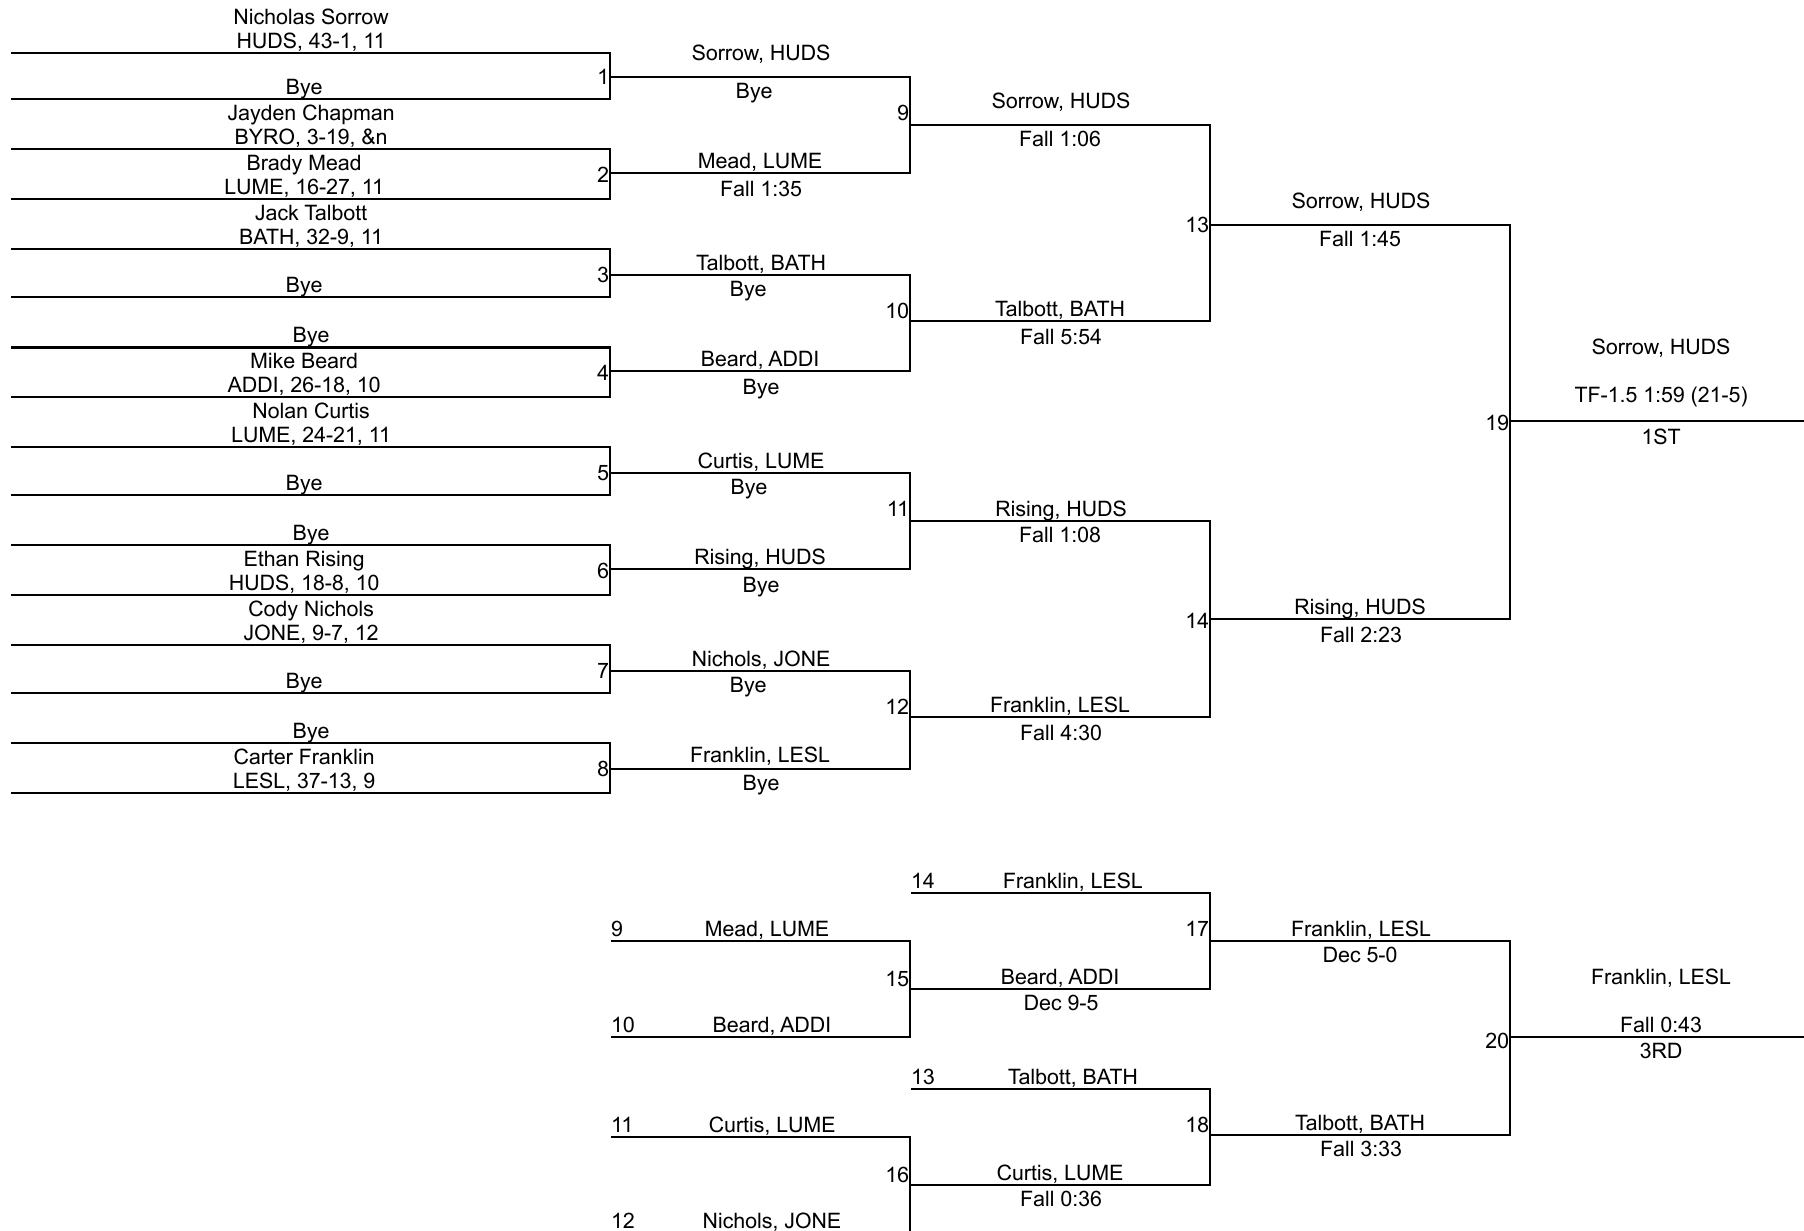 Nicholas Sorrow
HUDS, 43-1, 11
Bye
1
Jayden Chapman
BYRO, 3-19, &n
Brady Mead
LUME, 16-27, 11
2
Jack Talbott
BATH, 32-9, 11
Bye
3
Bye
Mike Beard
ADDI, 26-18, 10
4
Nolan Curtis
LUME, 24-21, 11
Bye
5
Bye
Ethan Rising
HUDS, 18-8, 10
6
Cody Nichols
JONE, 9-7, 12
Bye
7
Bye
Carter Franklin
LESL, 37-13, 9
8
Sorrow, HUDS
Bye
9
Mead, LUME
Fall 1:35
Talbott, BATH
Bye
10
Beard, ADDI
Bye
Curtis, LUME
Bye
11
Rising, HUDS
Bye
Nichols, JONE
Bye
12
Franklin, LESL
Bye
Sorrow, HUDS
Fall 1:06
13
Talbott, BATH
Fall 5:54
Rising, HUDS
Fall 1:08
14
Franklin, LESL
Fall 4:30
Sorrow, HUDS
Fall 1:45
19
Rising, HUDS
Fall 2:23
Sorrow, HUDS
TF-1.5 1:59 (21-5)
1ST
14 Franklin, LESL
9 Mead, LUME
17
15
Beard, ADDI
Dec 9-5
10 Beard, ADDI
13 Talbott, BATH
11 Curtis, LUME
18
16
Curtis, LUME
Fall 0:36
12 Nichols, JONE
Franklin, LESL
Dec 5-0
20
Talbott, BATH
Fall 3:33
Franklin, LESL
Fall 0:43
3RD